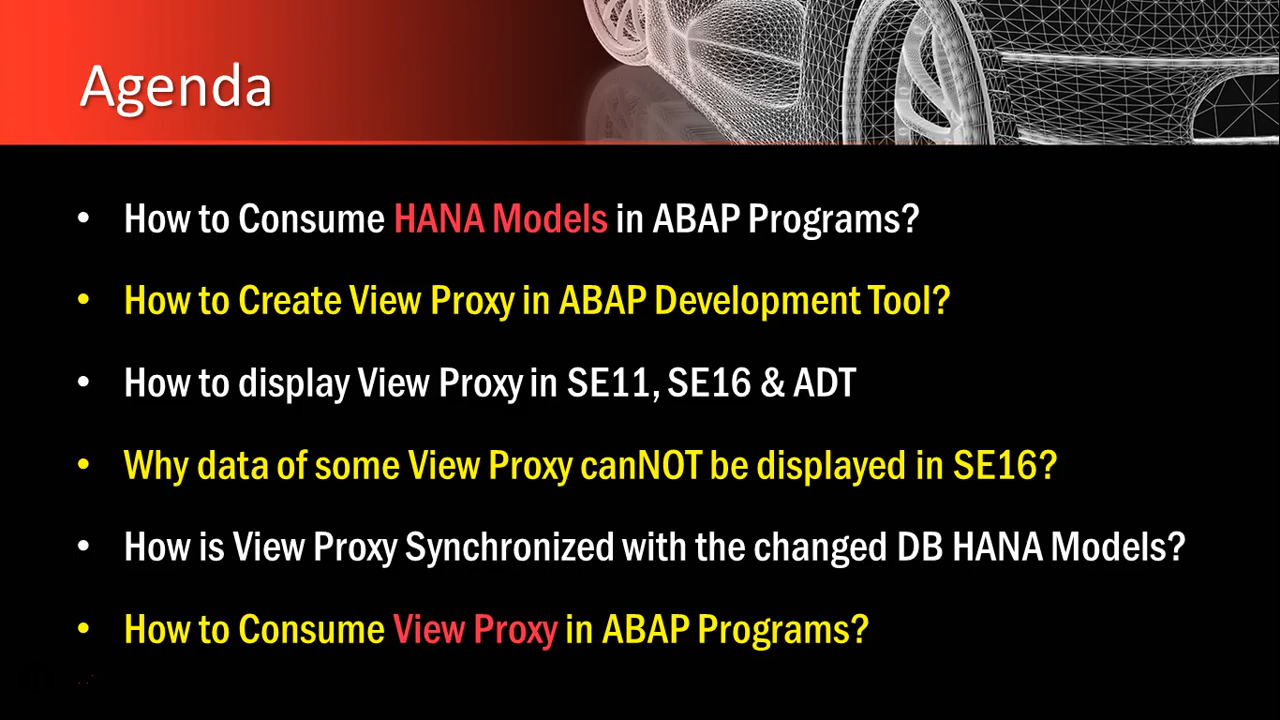 Agenda
• How to Consume HANA Models in ABAP Programs?
• How to Create View Proxy in ABAP Development Tool?
• How to display View Proxy in SE11, SE16 & ADT
• Why data of some View Proxy canNOT be displayed in SE16?
• How is View Proxy Synchronized with the changed DB HANA Models?
• How to Consume View Proxy in ABAP Programs?